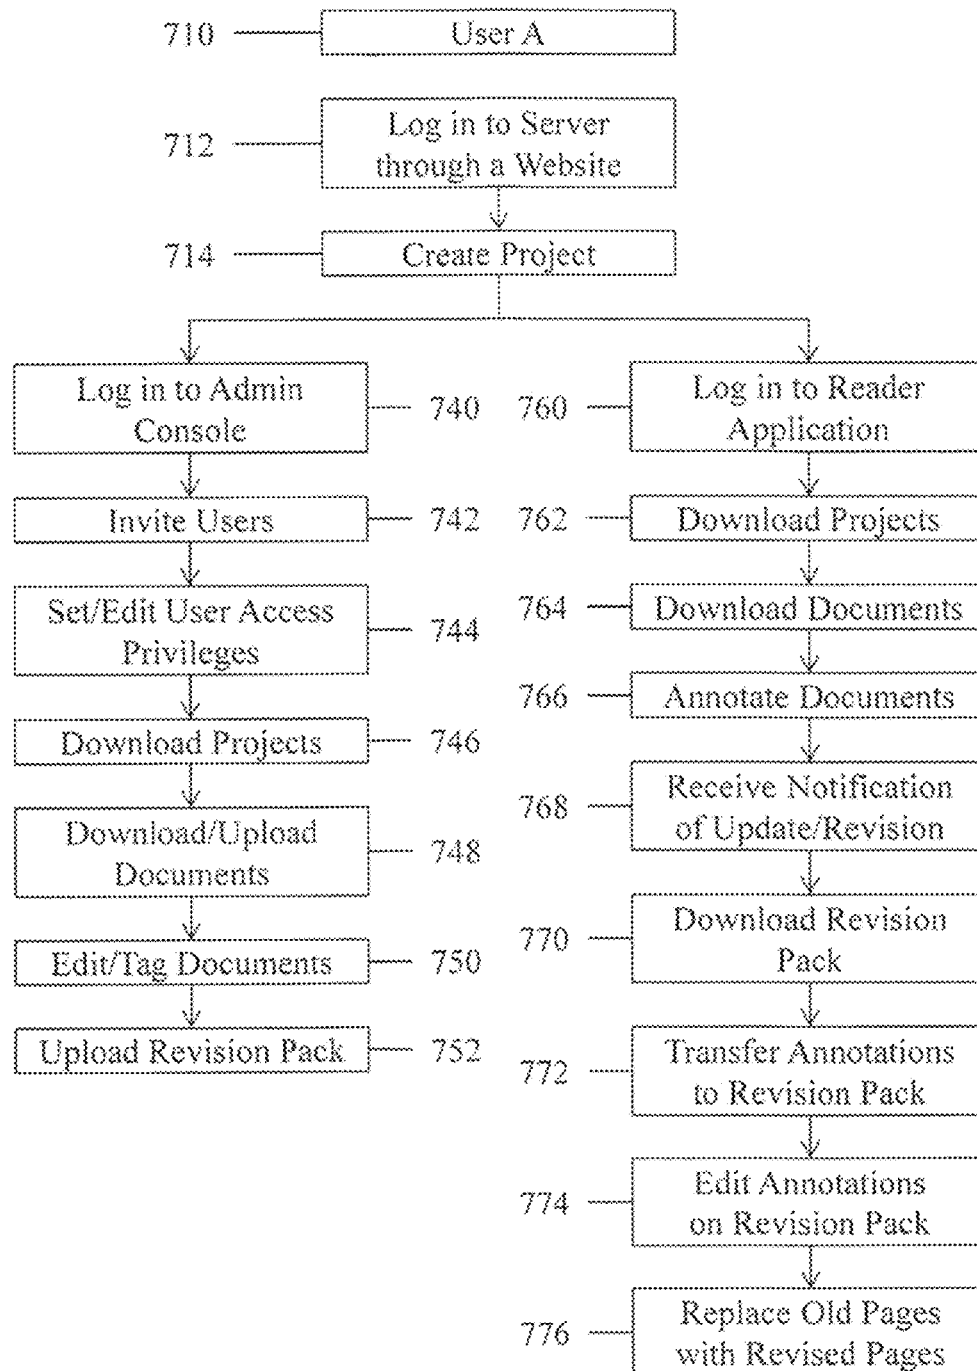 710
User A
712
Log in to Server
through a Website
714
Create Project
Log in to Admin
Console
740
Invite Users
742
Set/Edit User Access
Privileges
744
Download Projects
746
Download/Upload
Documents
748
Edit/Tag Documents
750
Upload Revision Pack
752
760
Log in to Reader
Application
762
Download Projects
764
Download Documents
766
Annotate Documents
768
Receive Notification
of Update/Revision
770
Download Revision
Pack
772
Transfer Annotations
to Revision Pack
774
Edit Annotations
on Revision Pack
776
Replace Old Pages
with Revised Pages